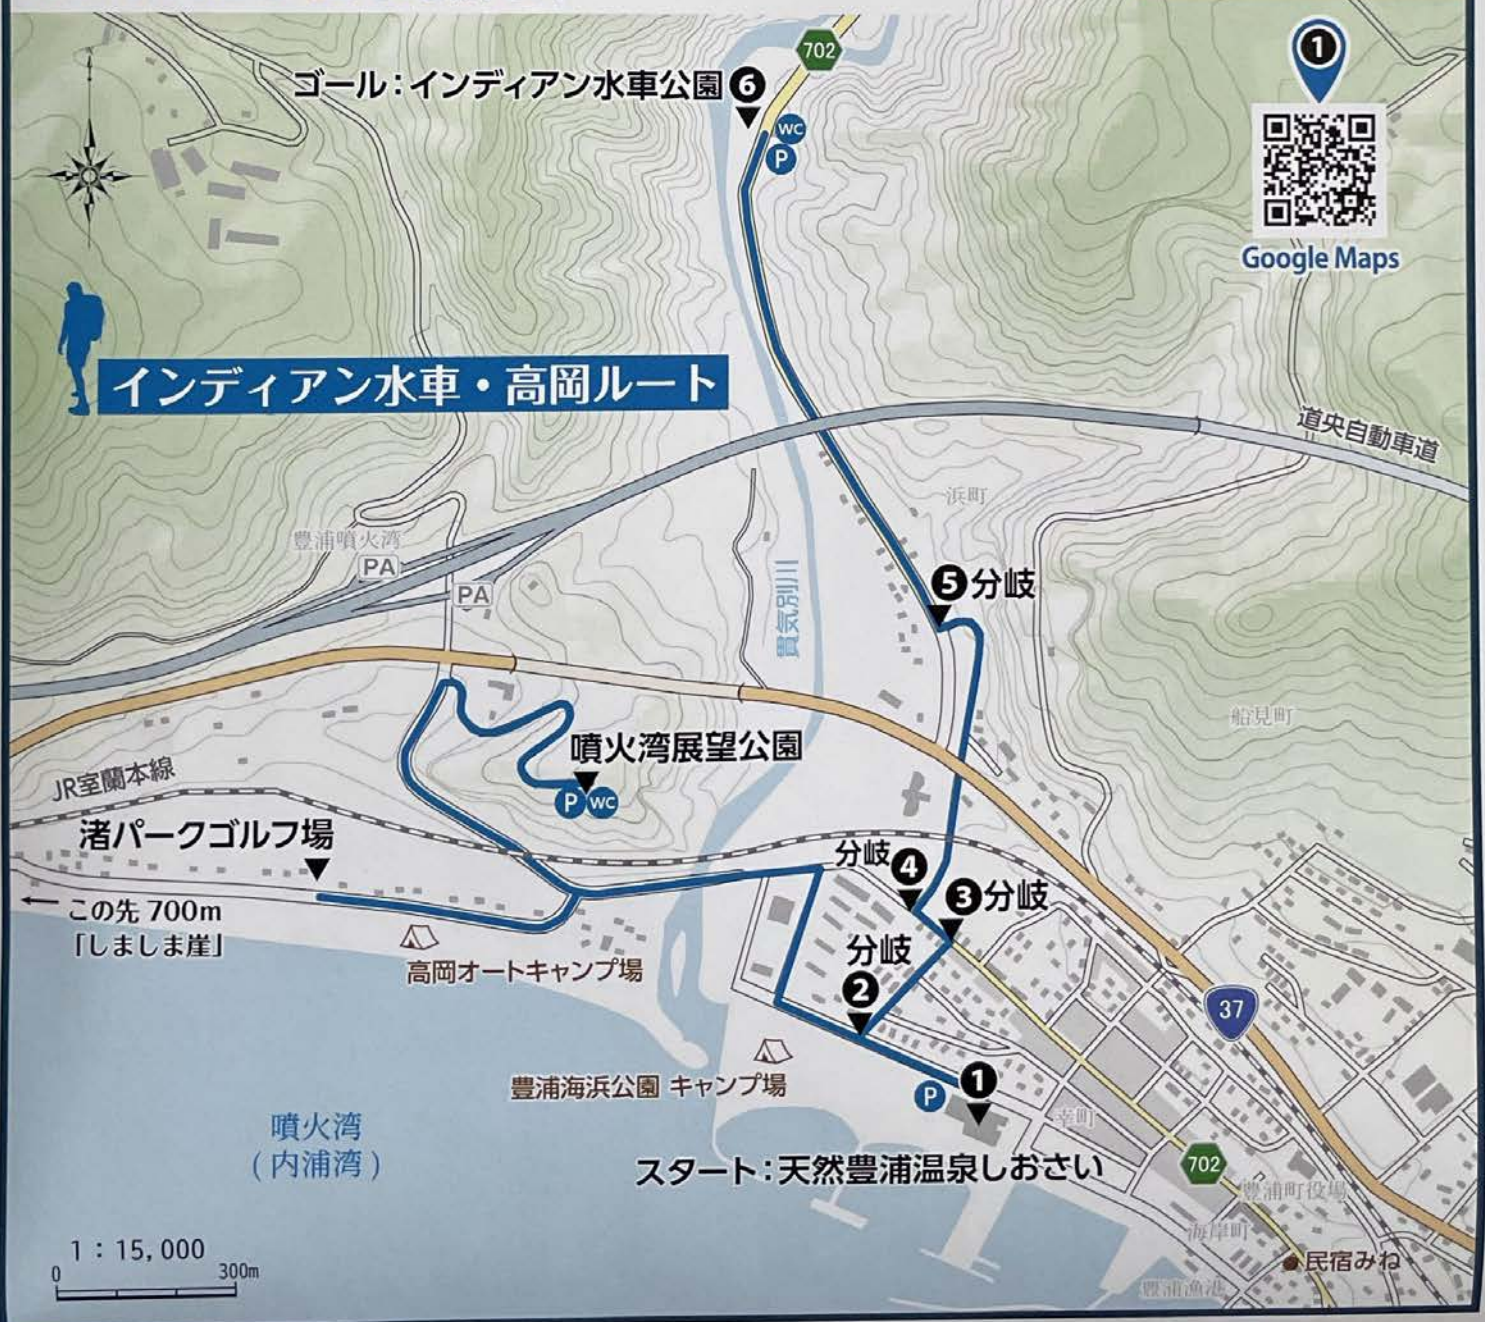 702
1
ゴール：インディアン水車公園 6
WC
P
Google Maps
インディアン水車・高岡ルート
道央自動車道
浜町
豊浦噴火湾
PA
PA
5 分岐
貫気別川
船見町
噴火湾展望公園
P WC
JR室蘭本線
渚パークゴルフ場
分岐 4
3 分岐
この先 700m
「しましま崖」
分岐
2
高岡オートキャンプ場
37
豊浦海浜公園 キャンプ場
P
1
幸町
噴火湾
(内浦湾)
スタート：天然豊浦温泉しおさい
702
豊浦町役場
海岸町
民宿みね
豊浦漁港
1：15,000
0 300m